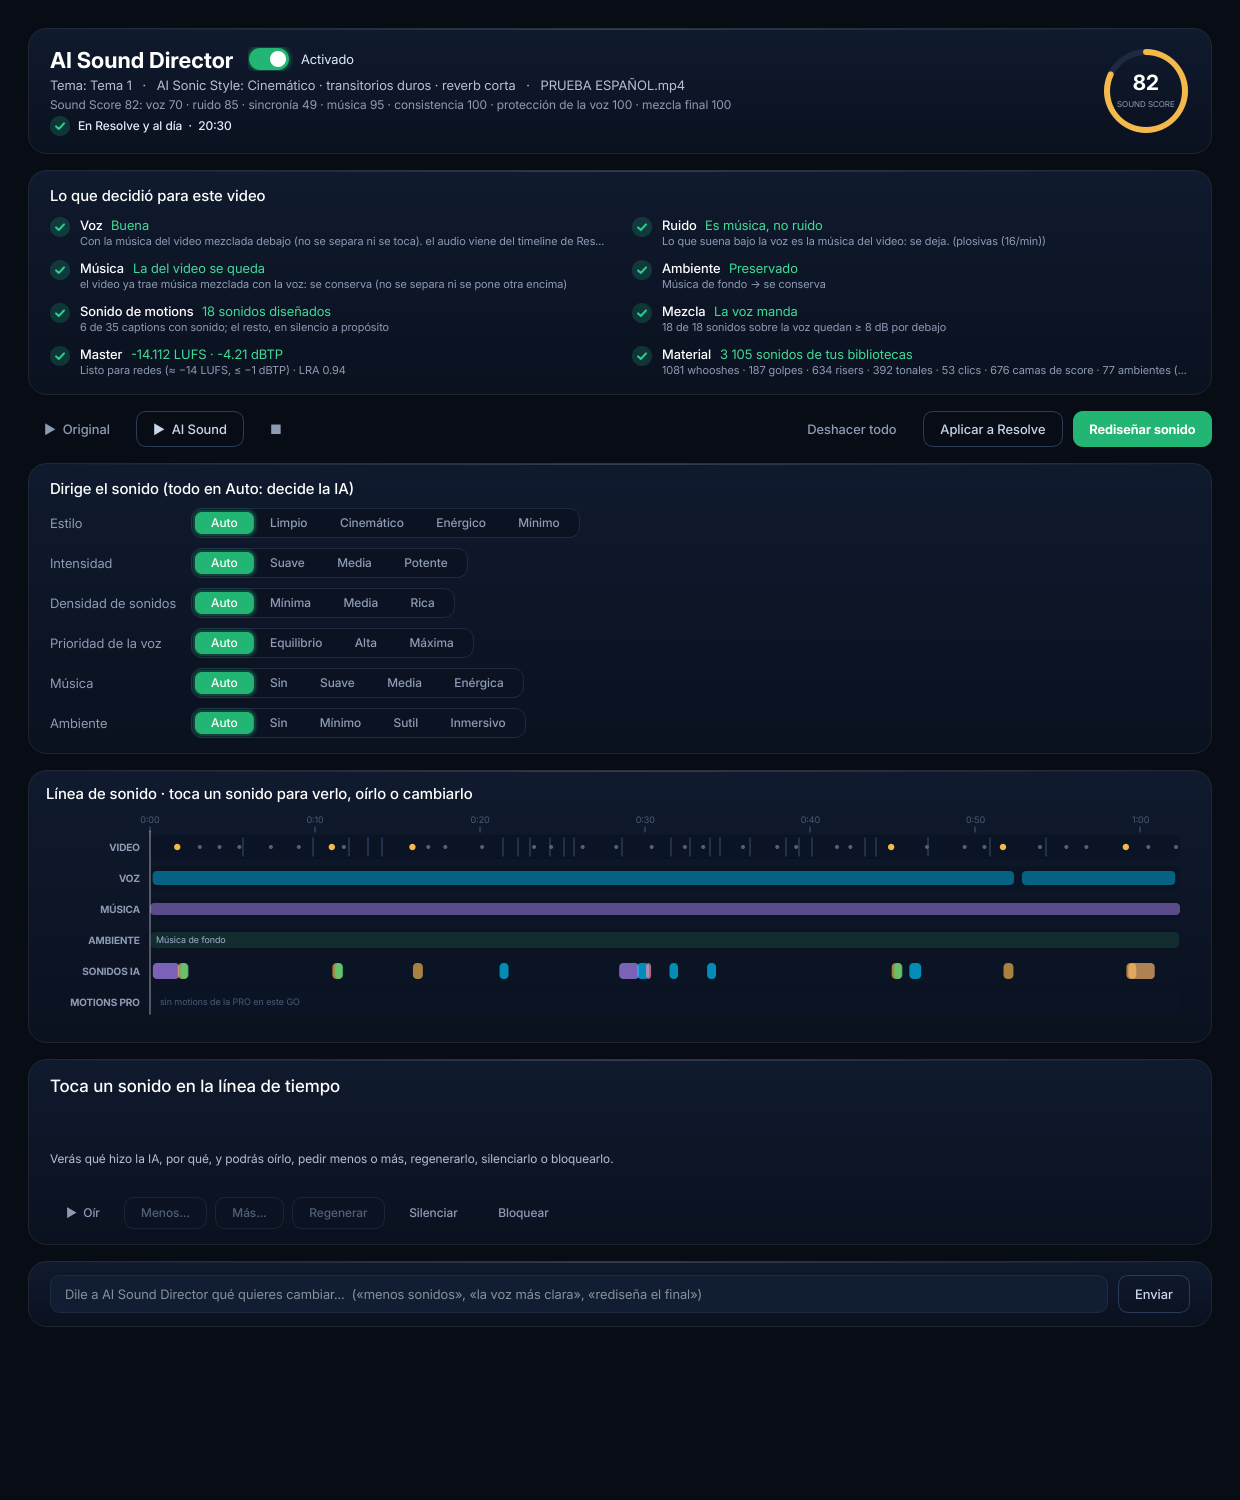 AI Sound Director Activado
Tema: Tema 1 · AI Sonic Style: Cinemático · transitorios duros · reverb corta · PRUEBA ESPAÑOL.mp4
Sound Score 82: voz 70 · ruido 85 · sincronía 49 · música 95 · consistencia 100 · protección de la voz 100 · mezcla final 100
En Resolve y al día · 20:30
82
SOUND SCORE
Lo que decidió para este video
Voz Buena
Con la música del video mezclada debajo (no se separa ni se toca). el audio viene del timeline de Res...
Ruido Es música, no ruido
Lo que suena bajo la voz es la música del video: se deja. (plosivas (16/min))
Música La del video se queda
el video ya trae música mezclada con la voz: se conserva (no se separa ni se pone otra encima)
Ambiente Preservado
Música de fondo → se conserva
Sonido de motions 18 sonidos diseñados
6 de 35 captions con sonido; el resto, en silencio a propósito
Mezcla La voz manda
18 de 18 sonidos sobre la voz quedan ≥ 8 dB por debajo
Master -14.112 LUFS · -4.21 dBTP
Listo para redes (≈ −14 LUFS, ≤ −1 dBTP) · LRA 0.94
Material 3 105 sonidos de tus bibliotecas
1081 whooshes · 187 golpes · 634 risers · 392 tonales · 53 clics · 676 camas de score · 77 ambientes (...
Original AI Sound Deshacer todo Aplicar a Resolve Rediseñar sonido
Dirige el sonido (todo en Auto: decide la IA)
Estilo Auto Limpio Cinemático Enérgico Mínimo
Intensidad Auto Suave Media Potente
Densidad de sonidos Auto Mínima Media Rica
Prioridad de la voz Auto Equilibrio Alta Máxima
Música Auto Sin Suave Media Enérgica
Ambiente Auto Sin Mínimo Sutil Inmersivo
Línea de sonido · toca un sonido para verlo, oírlo o cambiarlo
0:00 0:10 0:20 0:30 0:40 0:50 1:00
VIDEO
VOZ
MÚSICA
AMBIENTE Música de fondo
SONIDOS IA
MOTIONS PRO sin motions de la PRO en este GO
Toca un sonido en la línea de tiempo
Verás qué hizo la IA, por qué, y podrás oírlo, pedir menos o más, regenerarlo, silenciarlo o bloquearlo.
Oír Menos... Más... Regenerar Silenciar Bloquear
Dile a AI Sound Director qué quieres cambiar... («menos sonidos», «la voz más clara», «rediseña el final») Enviar